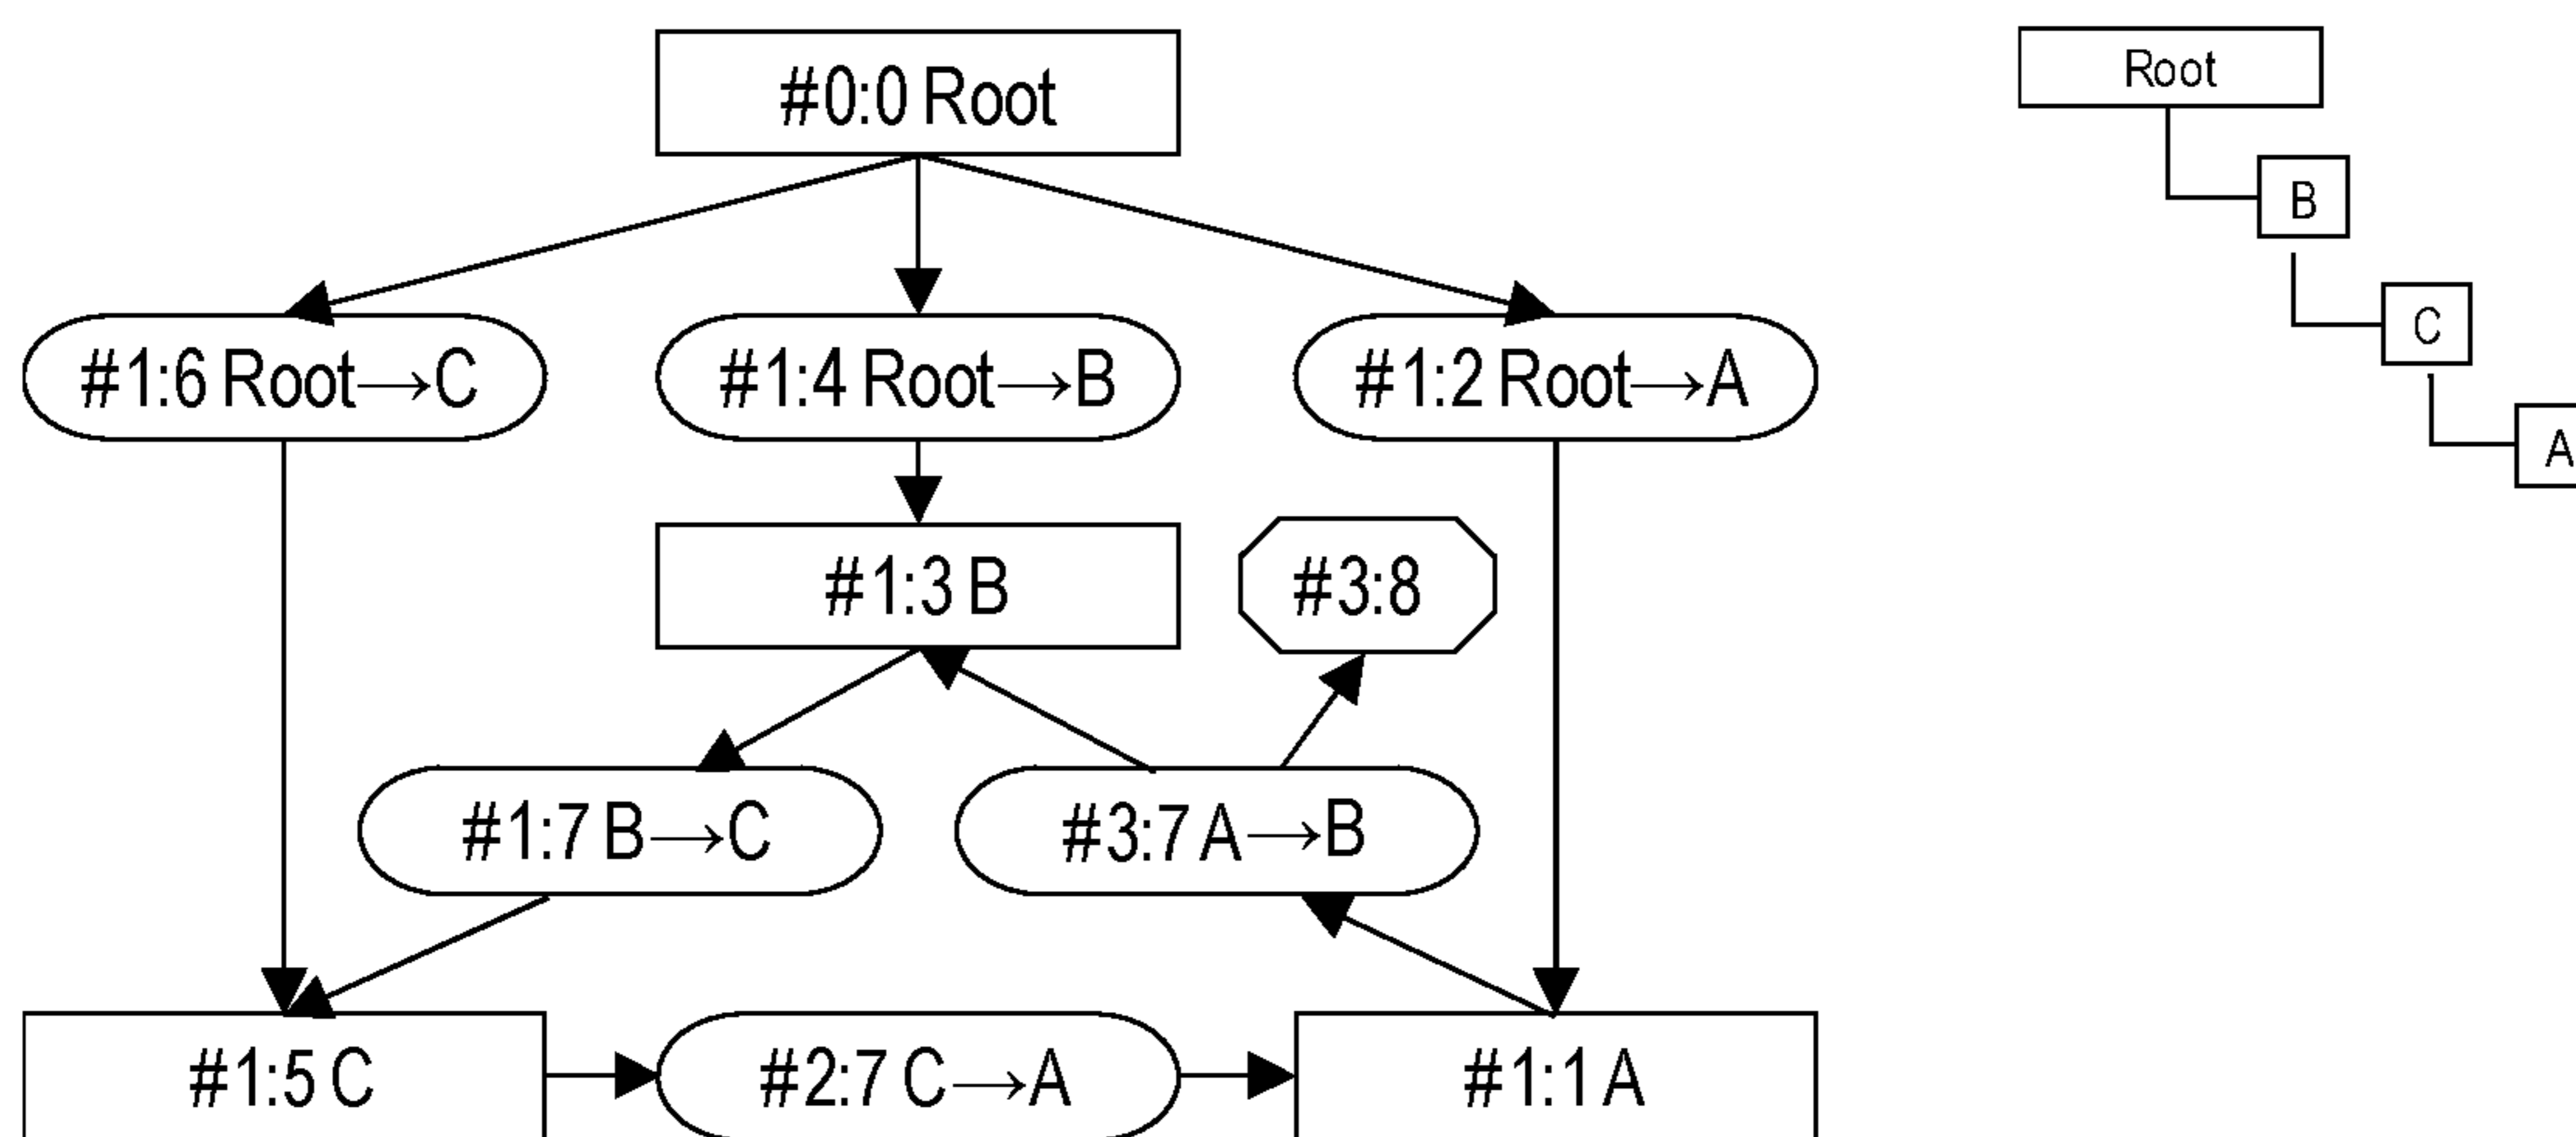 #0:0 Root
#1:6 Root→C
#1:4 Root→B
#1:2 Root→A
#1:3 B
#3:8
#1:7 B→C
#3:7 A→B
#1:5 C
#2:7 C→A
#1:1 A
Root
B
C
A